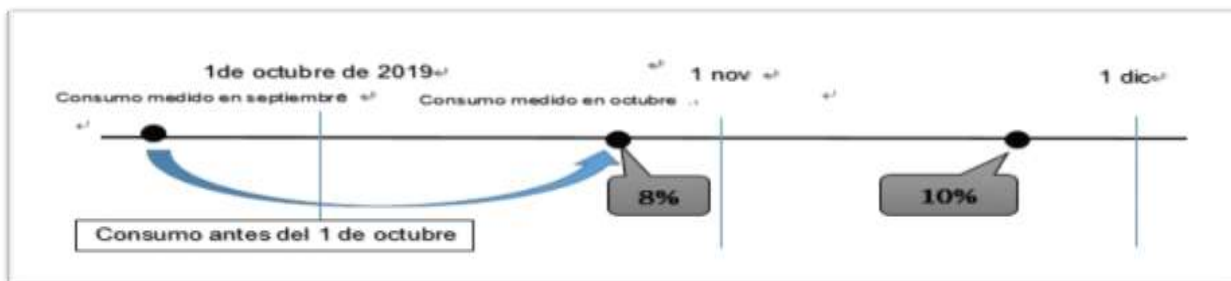 1de octubre de 2019↵
↵
1 nov ↵
1 dic↵
Consumo medido en septiembre ↵
Consumo medido en octubre
↵
↵
8%
10%
Consumo antes del 1 de octubre